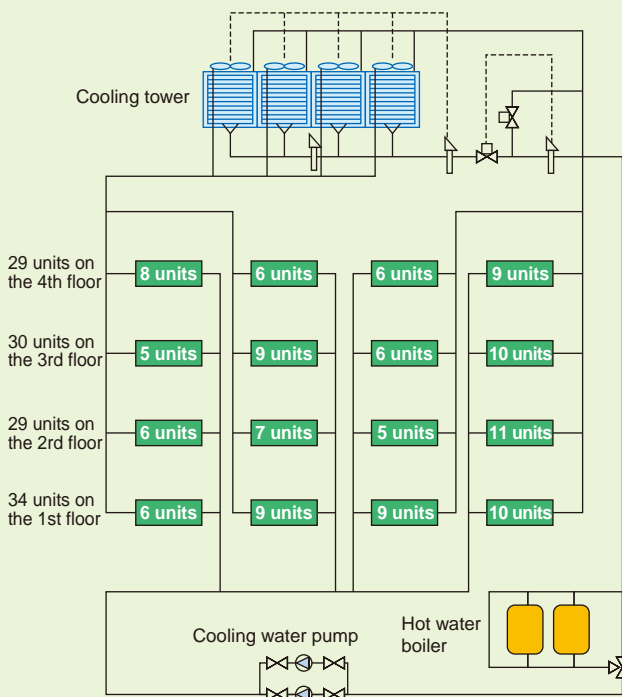 Cooling tower
29 units on
the 4th floor
8 units
6 units
6 units
9 units
30 units on
the 3rd floor
5 units
9 units
6 units
10 units
29 units on
the 2rd floor
6 units
7 units
5 units
11 units
34 units on
the 1st floor
6 units
9 units
9 units
10 units
Cooling water pump
Hot water
boiler